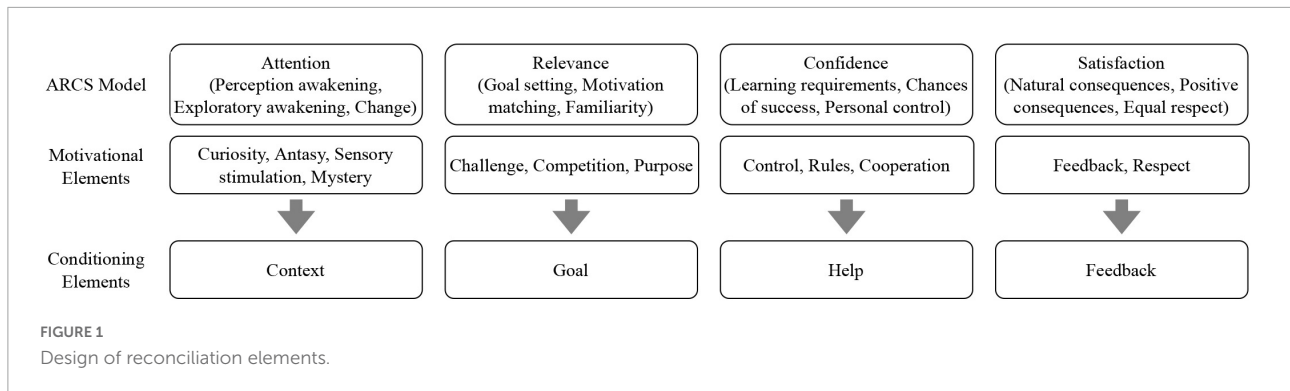 ARCS Model
Attention
(Perception awakening,
Exploratory awakening, Change)
Relevance
(Goal setting, Motivation
matching, Familiarity)
Confidence
(Learning requirements, Chances
of success, Personal control)
Satisfaction
(Natural consequences, Positive
consequences, Equal respect)
Motivational
Elements
Curiosity, Antasy, Sensory
stimulation, Mystery
Challenge, Competition, Purpose
Control, Rules, Cooperation
Feedback, Respect
Conditioning
Elements
Context
Goal
Help
Feedback
FIGURE 1
Design of reconciliation elements.